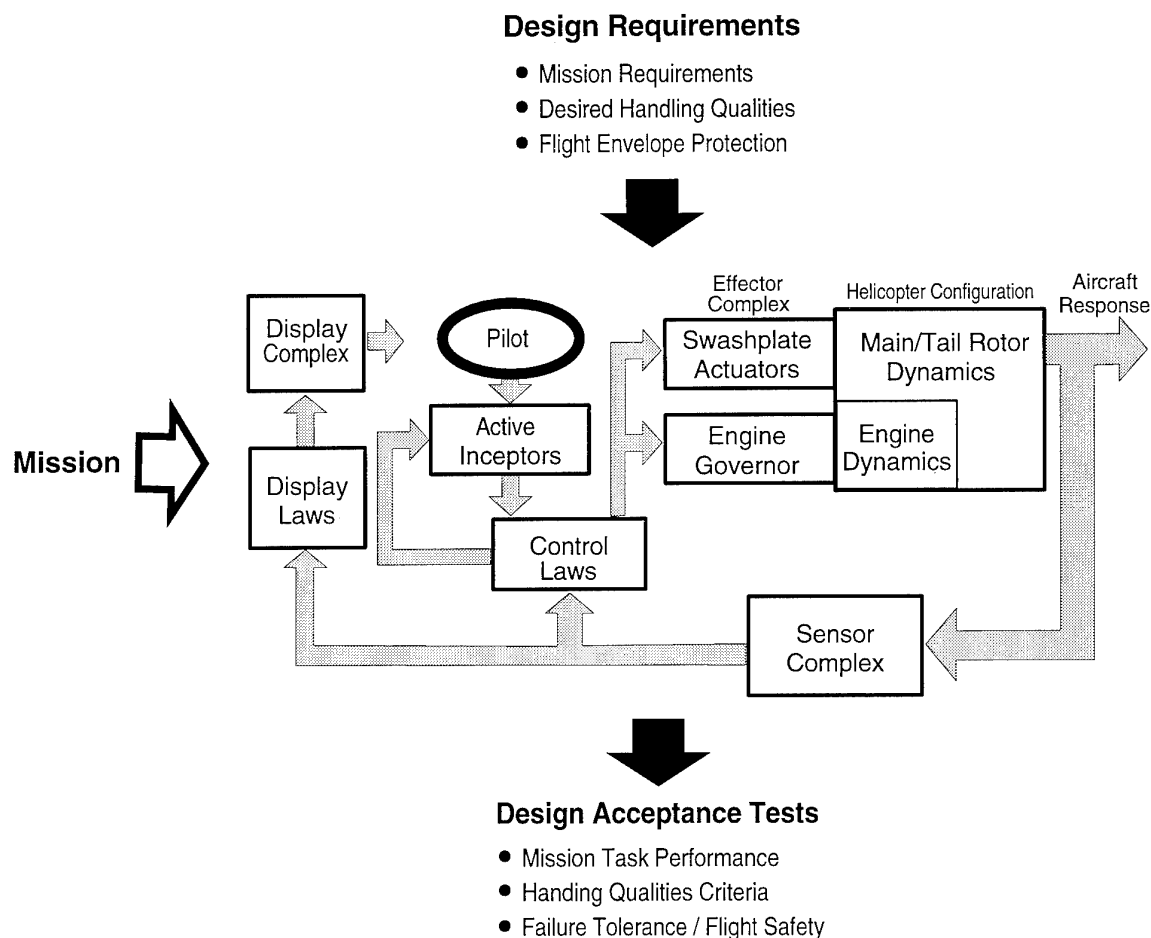 Design Requirements
● Mission Requirements
● Desired Handling Qualities
● Flight Envelope Protection
Effector
Complex
Helicopter Configuration
Aircraft
Response
Display
Complex
Pilot
Swashplate
Actuators
Main/Tail Rotor
Dynamics
Active
Inceptors
Engine
Governor
Engine
Dynamics
Mission
Display
Laws
Control
Laws
Sensor
Complex
Design Acceptance Tests
● Mission Task Performance
● Handing Qualities Criteria
● Failure Tolerance / Flight Safety